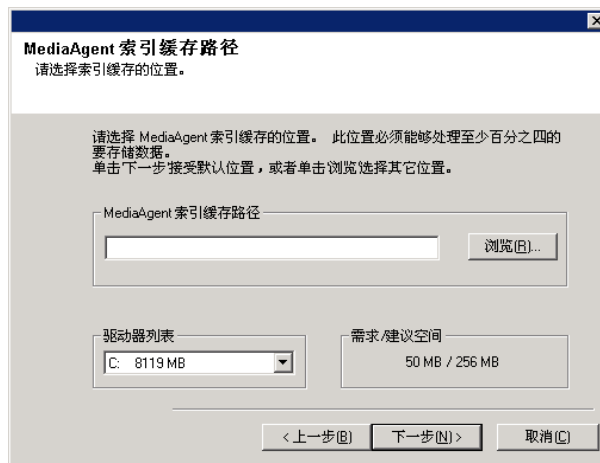 MediaAgent 索引缓存路径
请选择索引缓存的位置。
请选择 MediaAgent 索引缓存的位置。 此位置必须能够处理至少百分之四的
要存储数据。
单击'下一步'接受默认位置，或者单击'浏览'选择其它位置。
MediaAgent 索引缓存路径
浏览(R)...
驱动器列表
需求/建议空间
C: 8119 MB
50 MB / 256 MB
<上一步(B)
下一步(N)>
取消(C)